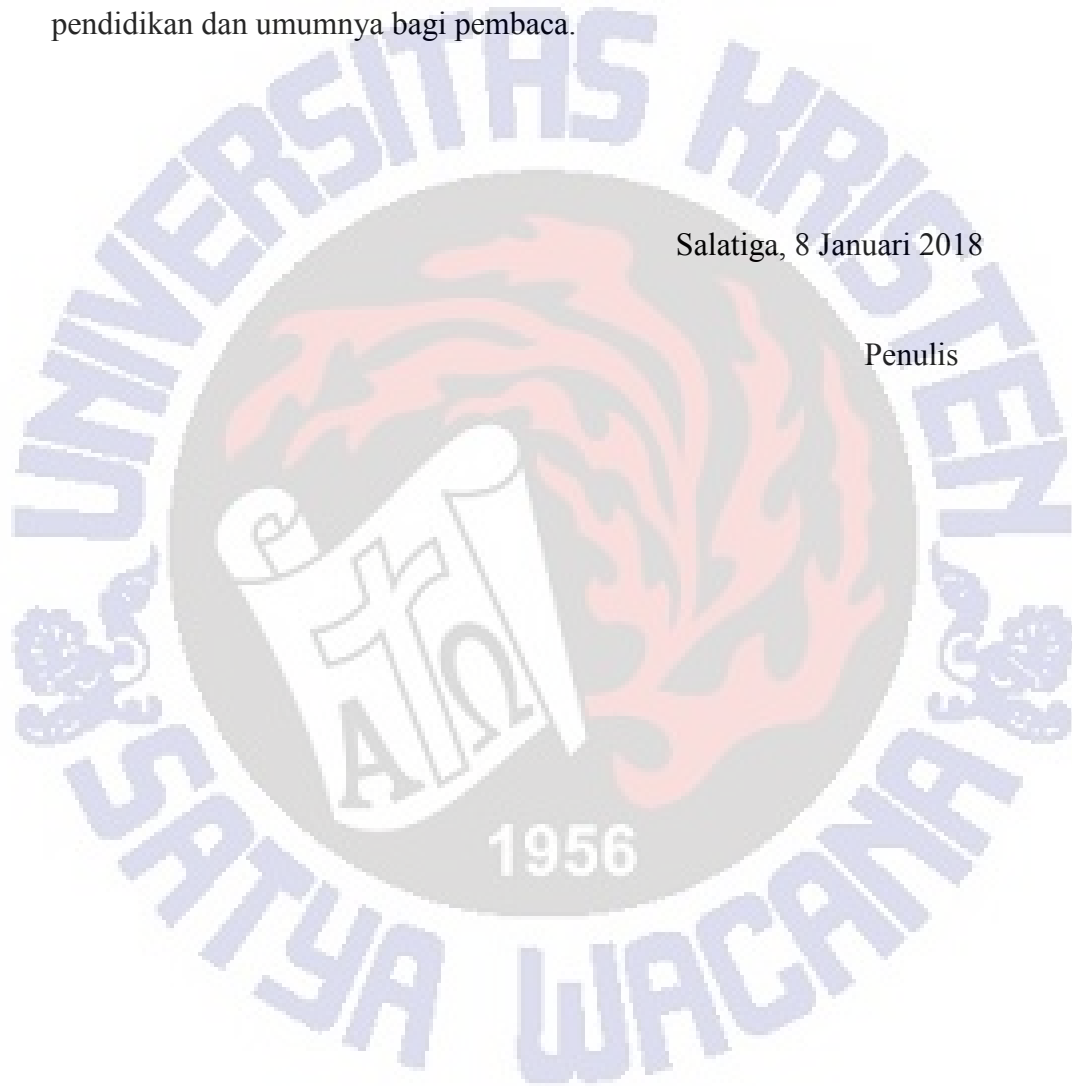 pendidikan dan umumnya bagi pembaca.
Salatiga, 8 Januari 2018
Penulis
UNIVERSITAS KRISTEN
SATYA WACANA
Α Ω
1956